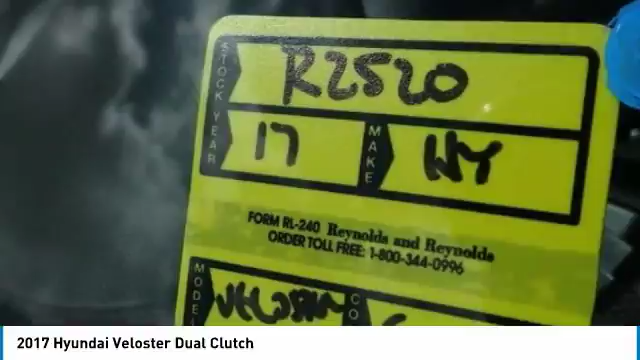 STOCK R2520
YEAR 17 MAKE HY
FORM RL-240 Reynolds and Reynolds
ORDER TOLL FREE: 1-800-344-0996
MODEL
CO
2017 Hyundai Veloster Dual Clutch